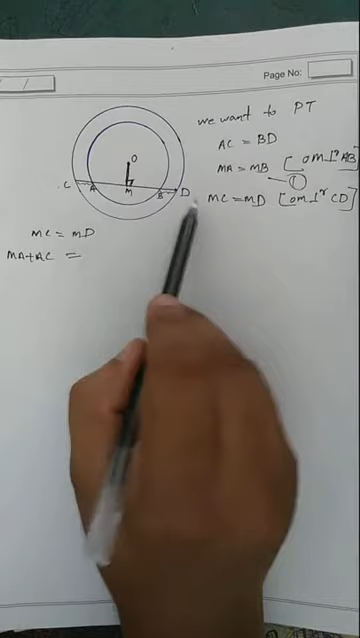 Page No:
we want to PT
AC = BD
MA = MB [OM ⊥r AB]
①
MC = MD [OM ⊥r CD]
O
C A M B D
MC = MD
MA+AC =